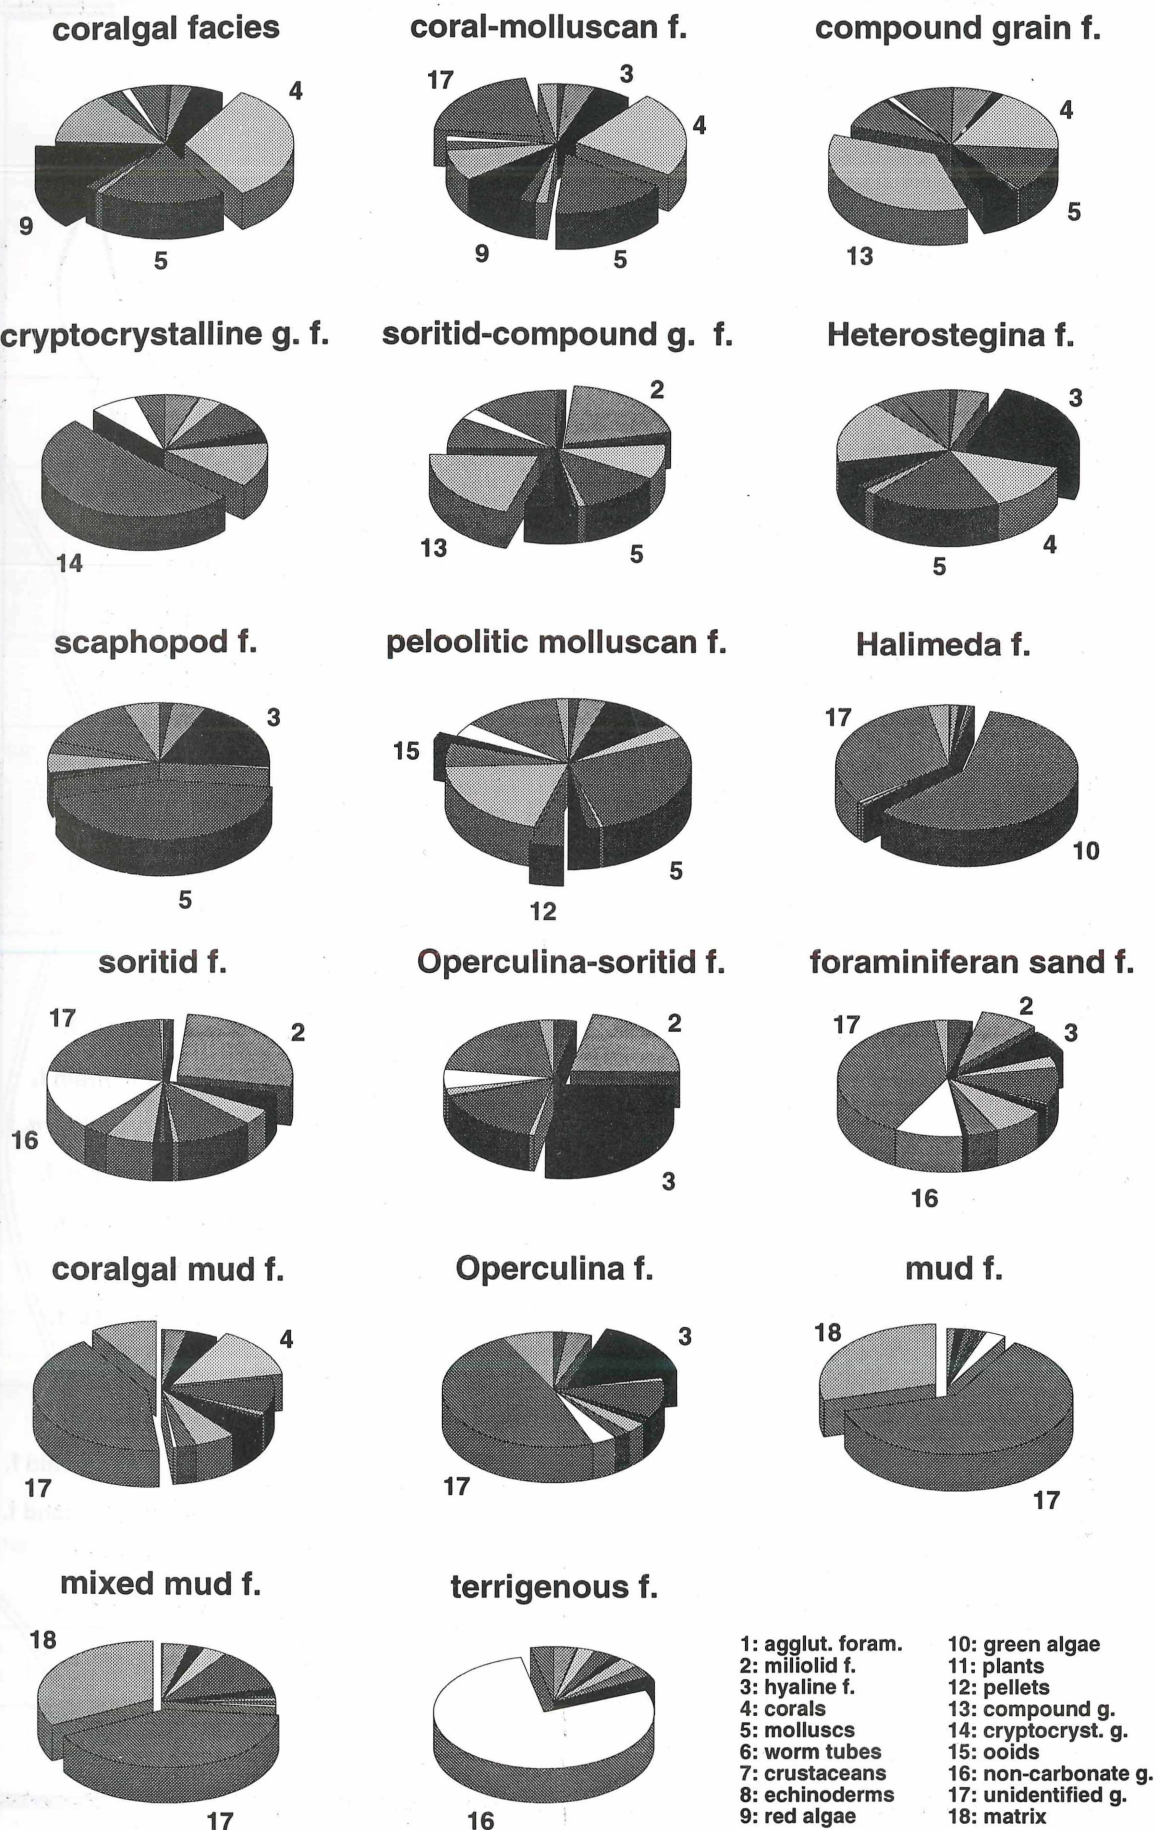 coralgal facies
coral-molluscan f.
compound grain f.
4
9
5
17
3
4
9
5
4
5
13
cryptocrystalline g. f.
soritid-compound g. f.
Heterostegina f.
14
2
13
5
3
4
5
scaphopod f.
peloolitic molluscan f.
Halimeda f.
3
5
15
5
12
17
10
soritid f.
Operculina-soritid f.
foraminiferan sand f.
17
2
16
2
3
17
2
3
16
coralgal mud f.
Operculina f.
mud f.
4
17
3
17
18
17
mixed mud f.
terrigenous f.
18
17
16
1: agglut. foram.
2: miliolid f.
3: hyaline f.
4: corals
5: molluscs
6: worm tubes
7: crustaceans
8: echinoderms
9: red algae
10: green algae
11: plants
12: pellets
13: compound g.
14: cryptocryst. g.
15: ooids
16: non-carbonate g.
17: unidentified g.
18: matrix